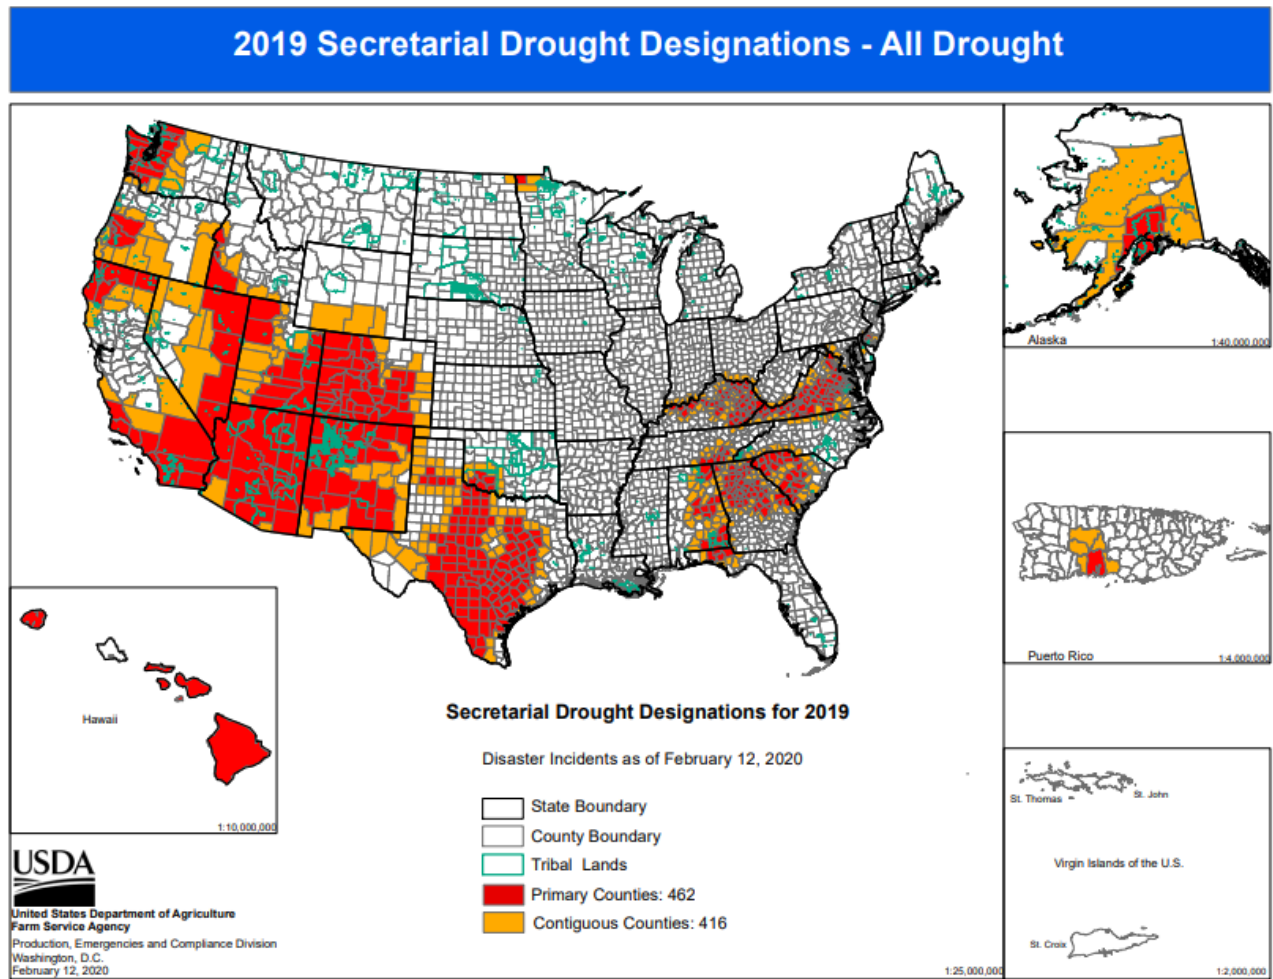 2019 Secretarial Drought Designations - All Drought
Alaska
1:40,000,000
Puerto Rico
1:4,000,000
Hawaii
1:10,000,000
Secretarial Drought Designations for 2019
Disaster Incidents as of February 12, 2020
State Boundary
County Boundary
Tribal Lands
Primary Counties: 462
Contiguous Counties: 416
St. Thomas
St. John
Virgin Islands of the U.S.
St. Croix
1:2,000,000
USDA
United States Department of Agriculture
Farm Service Agency
Production, Emergencies and Compliance Division
Washington, D.C.
February 12, 2020
1:25,000,000